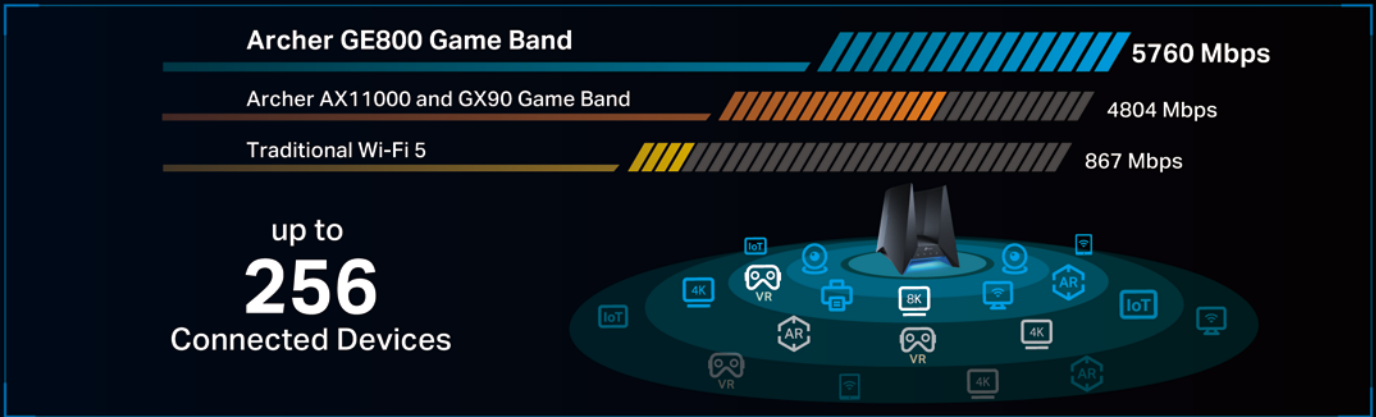 Archer GE800 Game Band
5760 Mbps
Archer AX11000 and GX90 Game Band
4804 Mbps
Traditional Wi-Fi 5
867 Mbps
up to
256
Connected Devices
IoT
4K
VR
8K
AR
IoT
IoT
AR
VR
4K
VR
4K
AR